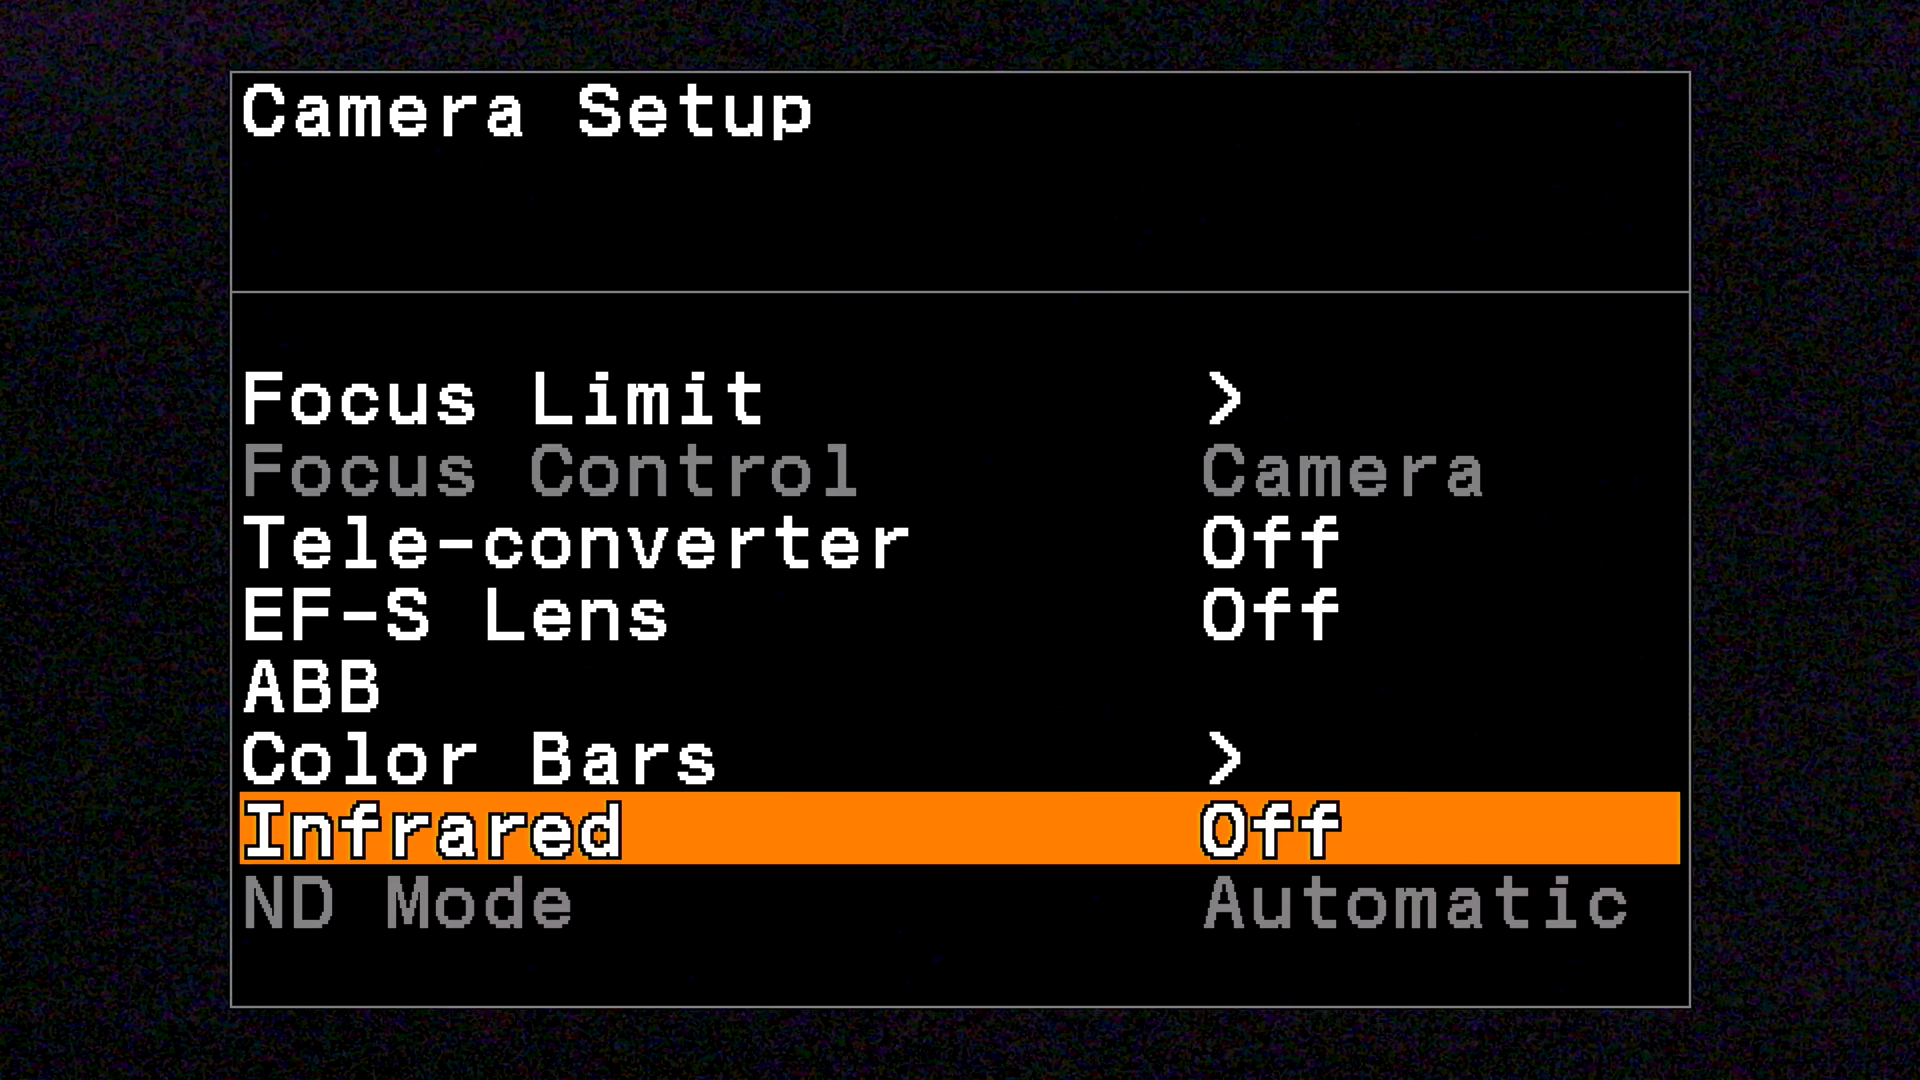 Camera Setup
Focus Limit >
Focus Control Camera
Tele-converter Off
EF-S Lens Off
ABB
Color Bars >
Infrared Off
ND Mode Automatic